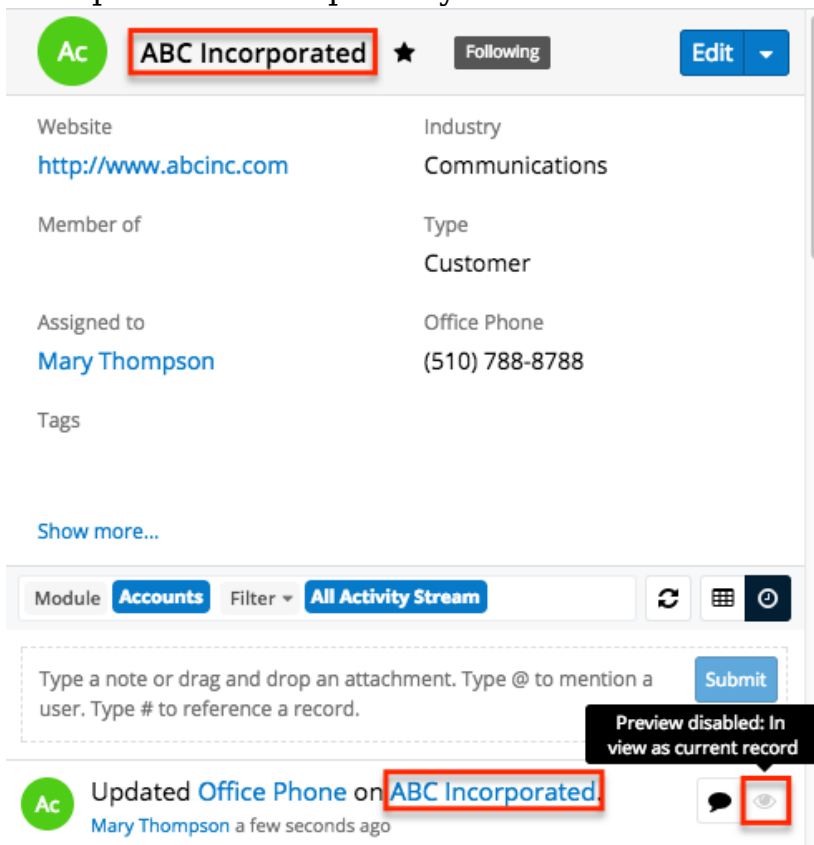 Ac ABC Incorporated Following Edit
Website Industry
http://www.abcinc.com Communications
Member of Type
Customer
Assigned to Office Phone
Mary Thompson (510) 788-8788
Tags
Show more...
Module Accounts Filter All Activity Stream
Type a note or drag and drop an attachment. Type @ to mention a
user. Type # to reference a record.
Submit
Preview disabled: In
view as current record
Ac Updated Office Phone on ABC Incorporated.
Mary Thompson a few seconds ago